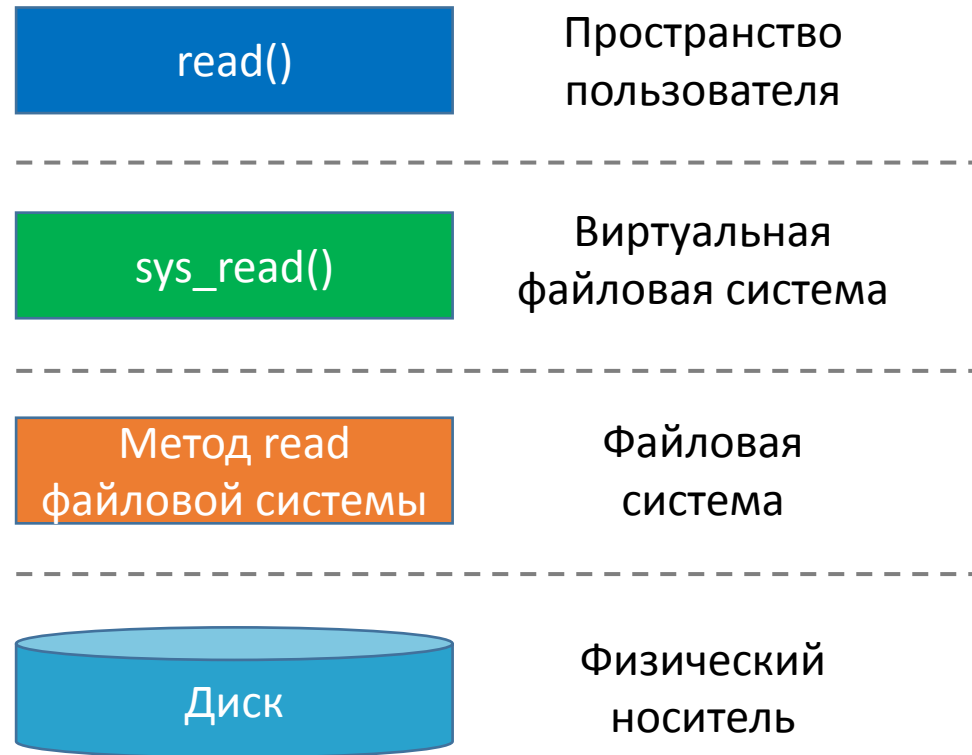 read()
Пространство
пользователя
sys_read()
Виртуальная
файловая система
Метод read
файловой системы
Файловая
система
Диск
Физический
носитель